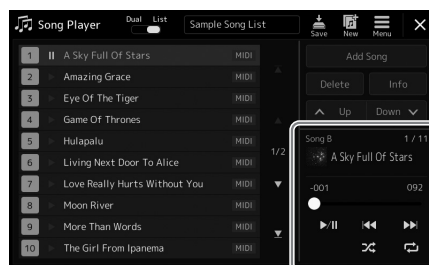 Song Player Dual List Sample Song List Save New Menu
1 A Sky Full Of Stars MIDI
2 Amazing Grace MIDI
3 Eye Of The Tiger MIDI
4 Game Of Thrones MIDI
5 Hulapalu MIDI
6 Living Next Door To Alice MIDI
7 Love Really Hurts Without You MIDI
8 Moon River MIDI
9 More Than Words MIDI
10 The Girl From Ipanema MIDI
1/2
Add Song
Delete Info
Up Down
Song B 1 / 11
A Sky Full Of Stars
-001 092